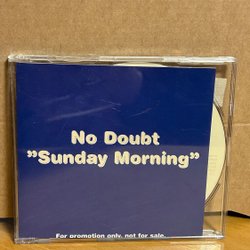 No Doubt
”Sunday Morning”
For promotion only, not for sale.